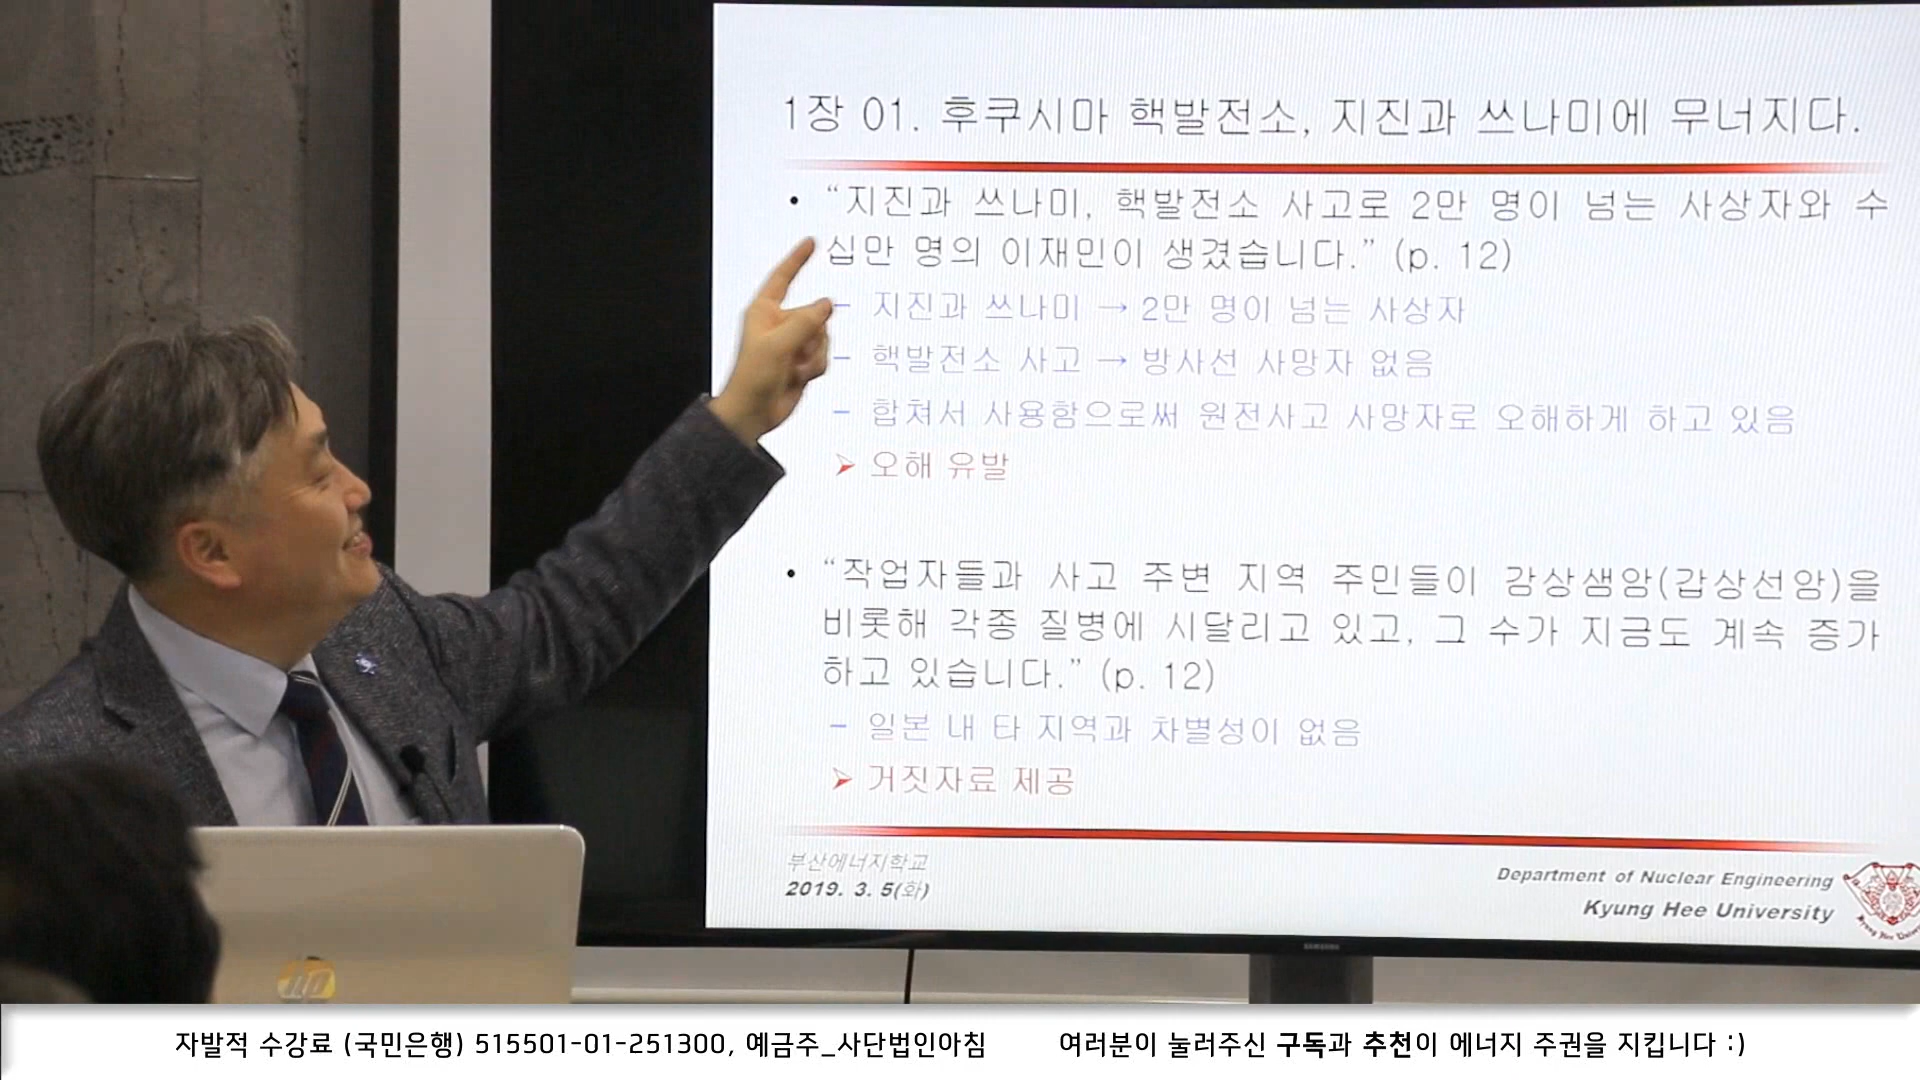 1장 01. 후쿠시마 핵발전소, 지진과 쓰나미에 무너지다.
• “지진과 쓰나미, 핵발전소 사고로 2만 명이 넘는 사상자와 수
십만 명의 이재민이 생겼습니다.” (p. 12)
– 지진과 쓰나미 → 2만 명이 넘는 사상자
– 핵발전소 사고 → 방사선 사망자 없음
– 합쳐서 사용함으로써 원전사고 사망자로 오해하게 하고 있음
➢ 오해 유발
• “작업자들과 사고 주변 지역 주민들이 감상샘암(갑상선암)을
비롯해 각종 질병에 시달리고 있고, 그 수가 지금도 계속 증가
하고 있습니다.” (p. 12)
– 일본 내 타 지역과 차별성이 없음
➢ 거짓자료 제공
부산에너지학교
2019. 3. 5(화)
Department of Nuclear Engineering
Kyung Hee University
SAMSUNG
hp
자발적 수강료 (국민은행) 515501-01-251300, 예금주_사단법인아침 여러분이 눌러주신 구독과 추천이 에너지 주권을 지킵니다 :)